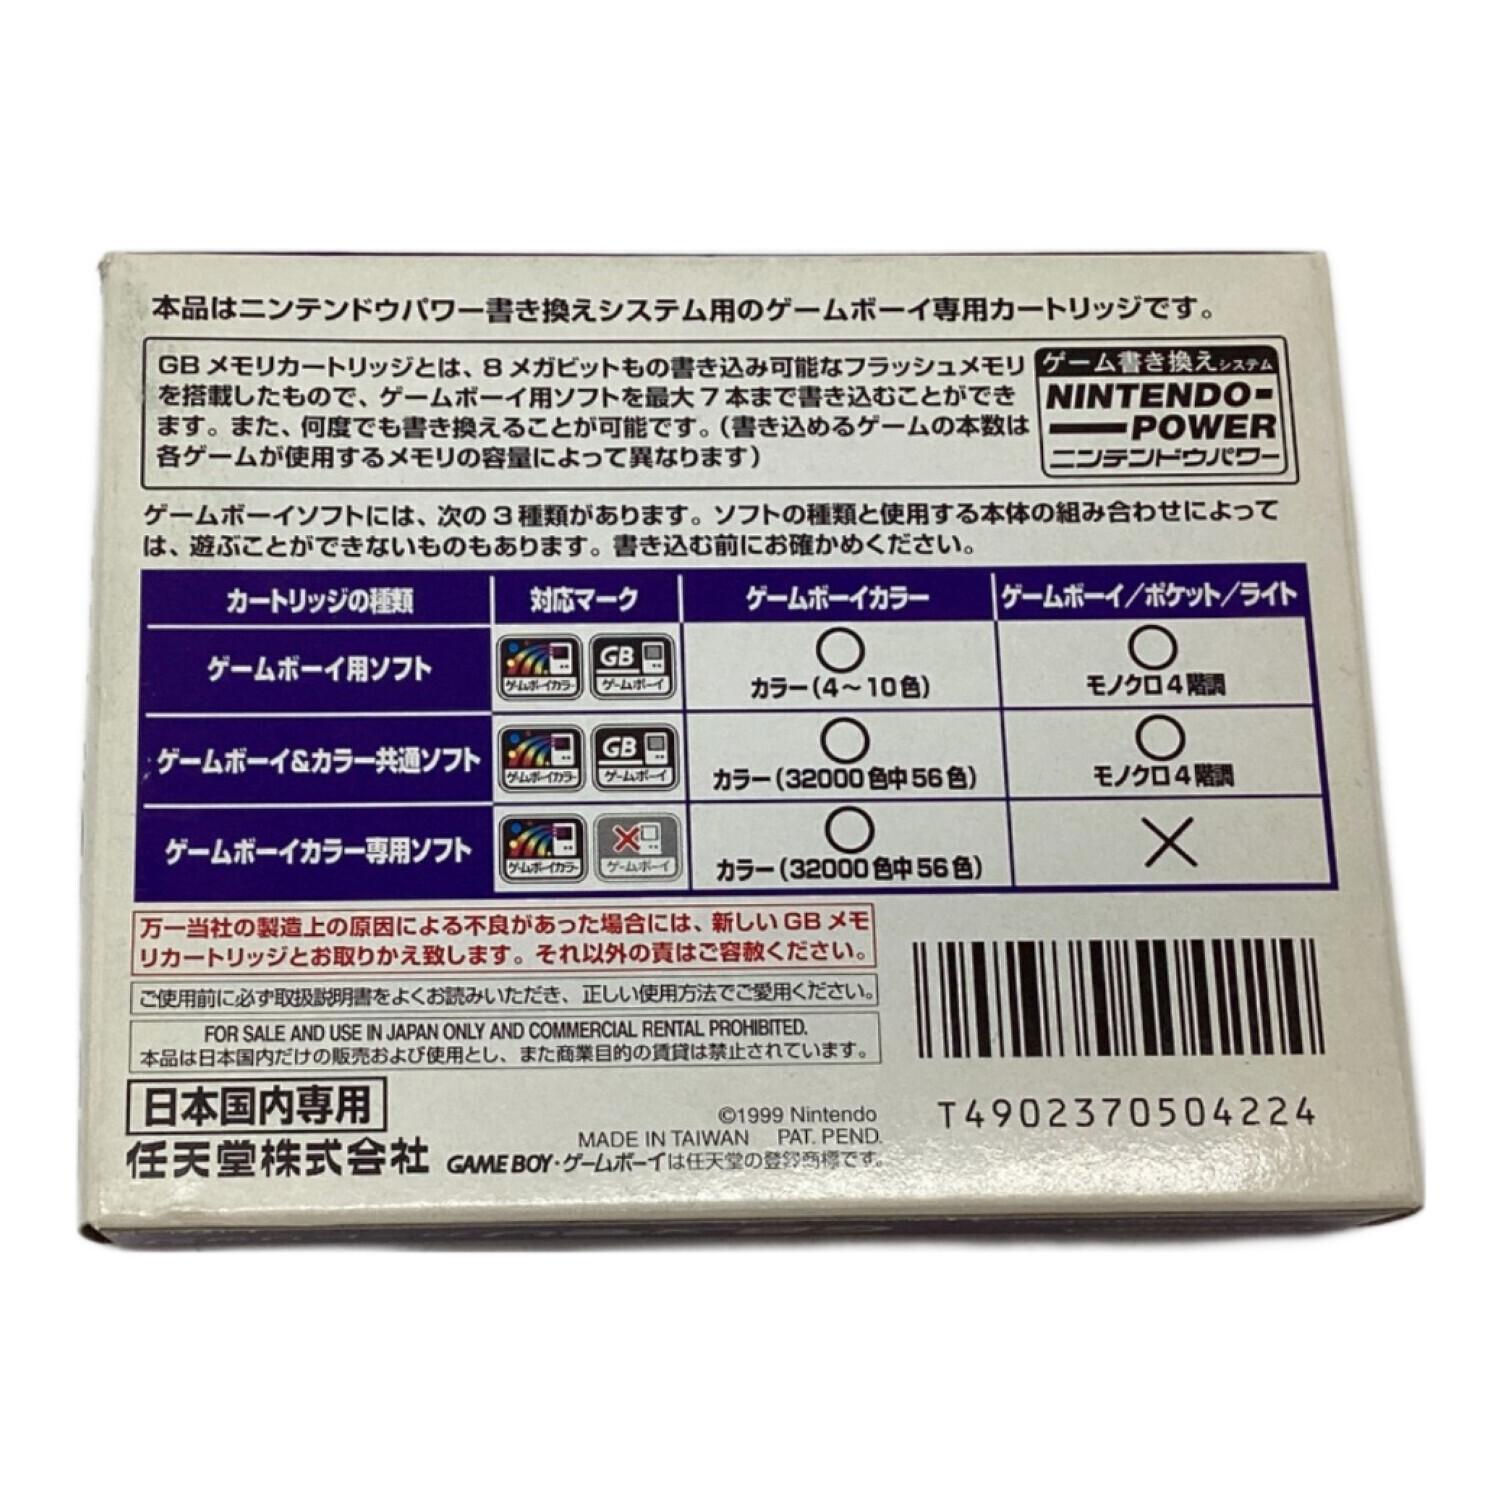 本品はニンテンドウパワー書き換えシステム用のゲームボーイ専用カートリッジです。
GBメモリカートリッジとは、8メガビットもの書き込み可能なフラッシュメモリ
を搭載したもので、ゲームボーイ用ソフトを最大7本まで書き込むことができ
ます。また、何度でも書き換えることが可能です。(書き込めるゲームの本数は
各ゲームが使用するメモリの容量によって異なります)
ゲーム書き換えシステム
NINTENDO-
POWER
ニンテンドウパワー
ゲームボーイソフトには、次の3種類があります。ソフトの種類と使用する本体の組み合わせによって
は、遊ぶことができないものもあります。書き込む前にお確かめください。
カートリッジの種類 対応マーク ゲームボーイカラー ゲームボーイ/ポケット/ライト
ゲームボーイ用ソフト ゲームボーイカラー GB ゲームボーイ ○ カラー(4〜10色) ○ モノクロ4階調
ゲームボーイ&カラー共通ソフト ゲームボーイカラー GB ゲームボーイ ○ カラー(32000色中56色) ○ モノクロ4階調
ゲームボーイカラー専用ソフト ゲームボーイカラー ゲームボーイ ○ カラー(32000色中56色) ×
万一当社の製造上の原因による不良があった場合には、新しいGBメモ
リカートリッジとお取りかえ致します。それ以外の責はご容赦ください。
ご使用前に必ず取扱説明書をよくお読みいただき、正しい使用方法でご愛用ください。
FOR SALE AND USE IN JAPAN ONLY AND COMMERCIAL RENTAL PROHIBITED.
本品は日本国内だけの販売および使用とし、また商業目的の賃貸は禁止されています。
日本国内専用
任天堂株式会社
©1999 Nintendo
MADE IN TAIWAN PAT. PEND.
GAME BOY・ゲームボーイは任天堂の登録商標です。
T4902370504224